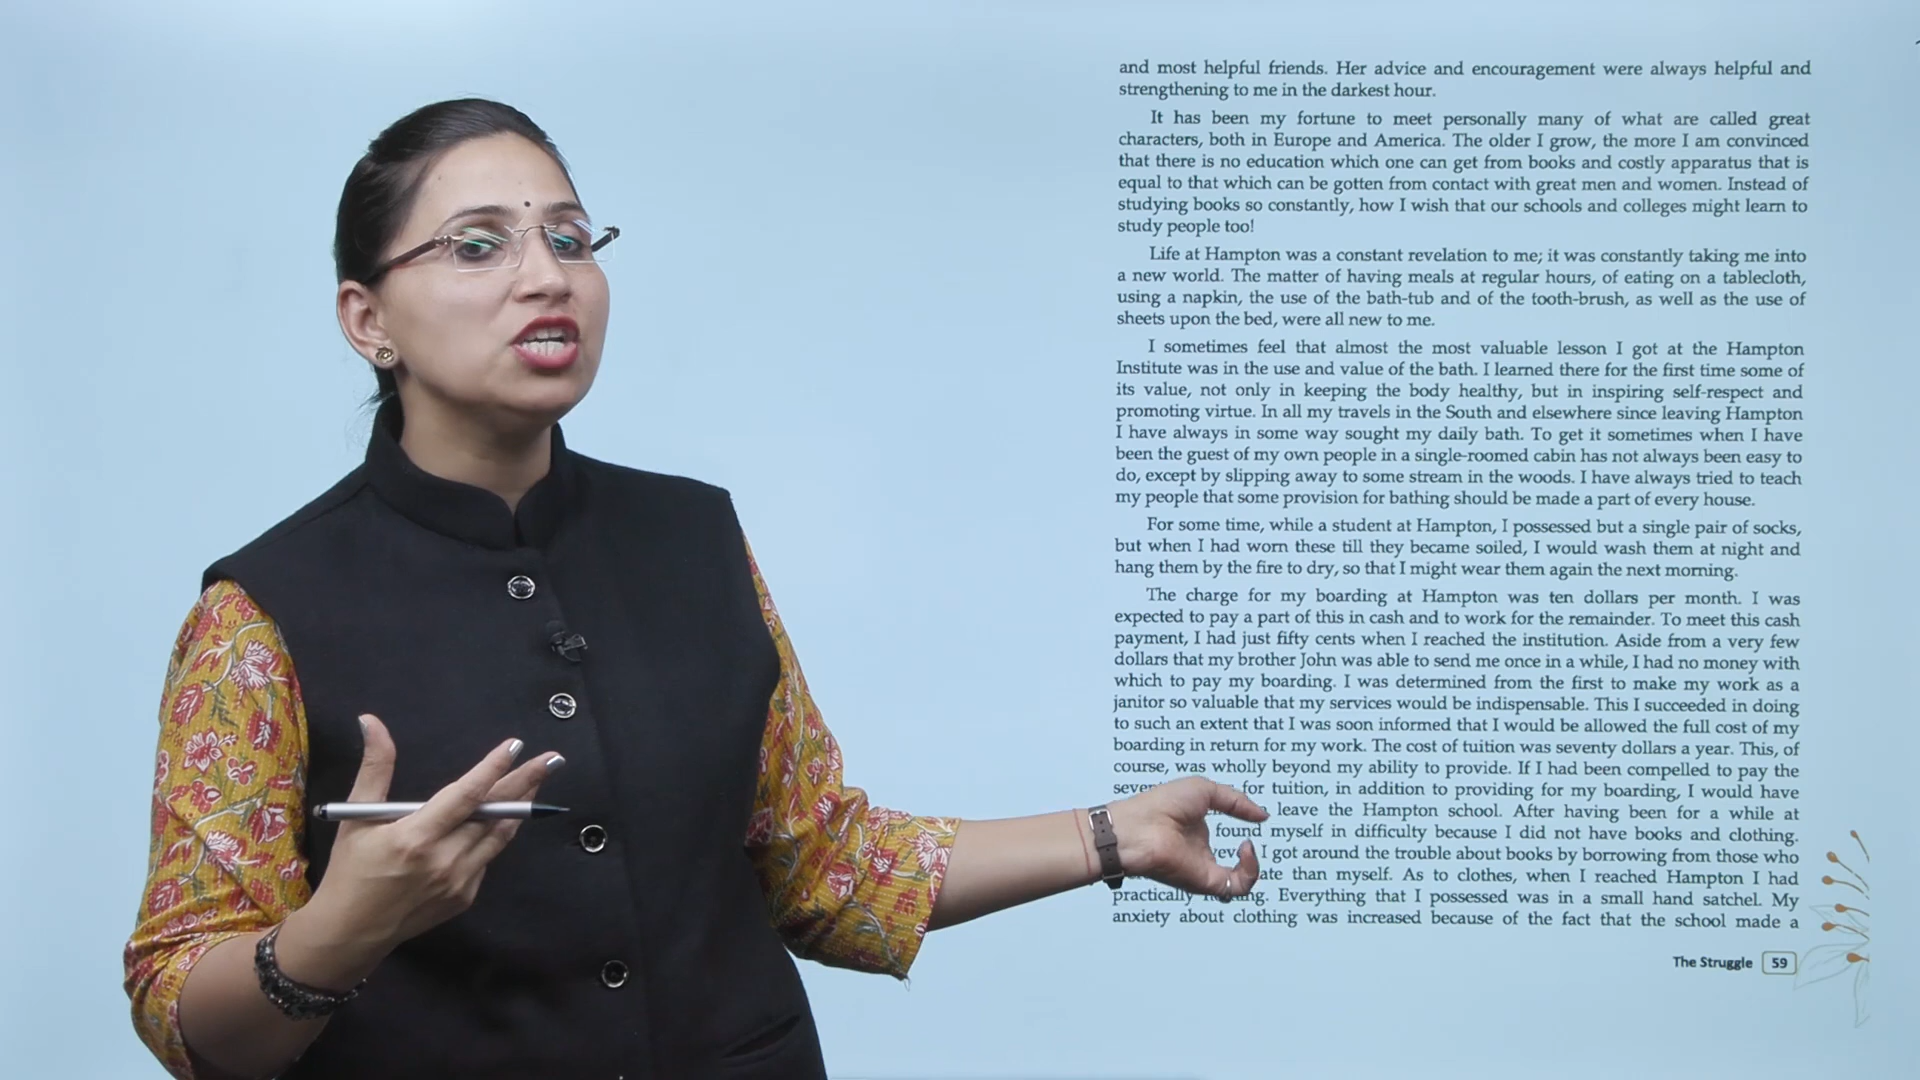 and most helpful friends. Her advice and encouragement were always helpful and
strengthening to me in the darkest hour.
It has been my fortune to meet personally many of what are called great
characters, both in Europe and America. The older I grow, the more I am convinced
that there is no education which one can get from books and costly apparatus that is
equal to that which can be gotten from contact with great men and women. Instead of
studying books so constantly, how I wish that our schools and colleges might learn to
study people too!
Life at Hampton was a constant revelation to me; it was constantly taking me into
a new world. The matter of having meals at regular hours, of eating on a tablecloth,
using a napkin, the use of the bath-tub and of the tooth-brush, as well as the use of
sheets upon the bed, were all new to me.
I sometimes feel that almost the most valuable lesson I got at the Hampton
Institute was in the use and value of the bath. I learned there for the first time some of
its value, not only in keeping the body healthy, but in inspiring self-respect and
promoting virtue. In all my travels in the South and elsewhere since leaving Hampton
I have always in some way sought my daily bath. To get it sometimes when I have
been the guest of my own people in a single-roomed cabin has not always been easy to
do, except by slipping away to some stream in the woods. I have always tried to teach
my people that some provision for bathing should be made a part of every house.
For some time, while a student at Hampton, I possessed but a single pair of socks,
but when I had worn these till they became soiled, I would wash them at night and
hang them by the fire to dry, so that I might wear them again the next morning.
The charge for my boarding at Hampton was ten dollars per month. I was
expected to pay a part of this in cash and to work for the remainder. To meet this cash
payment, I had just fifty cents when I reached the institution. Aside from a very few
dollars that my brother John was able to send me once in a while, I had no money with
which to pay my boarding. I was determined from the first to make my work as a
janitor so valuable that my services would be indispensable. This I succeeded in doing
to such an extent that I was soon informed that I would be allowed the full cost of my
boarding in return for my work. The cost of tuition was seventy dollars a year. This, of
course, was wholly beyond my ability to provide. If I had been compelled to pay the
for tuition, in addition to providing for my boarding, I would have
leave the Hampton school. After having been for a while at
found myself in difficulty because I did not have books and clothing.
I got around the trouble about books by borrowing from those who
than myself. As to clothes, when I reached Hampton I had
practically Everything that I possessed was in a small hand satchel. My
anxiety about clothing was increased because of the fact that the school made a
The Struggle 59